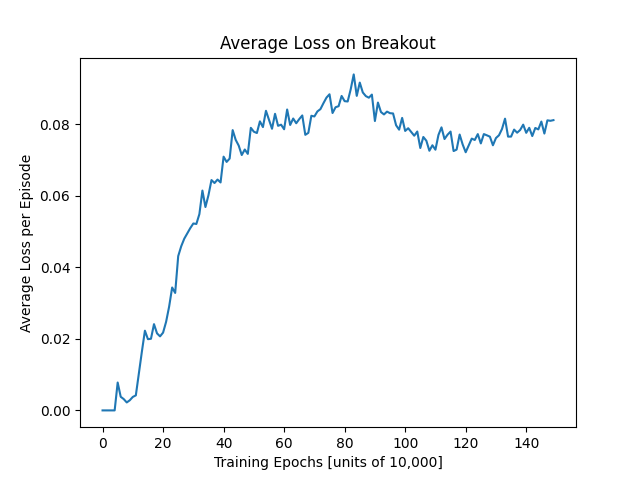 Average Loss on Breakout
Average Loss per Episode
0.08
0.06
0.04
0.02
0.00
0 20 40 60 80 100 120 140
Training Epochs [units of 10,000]